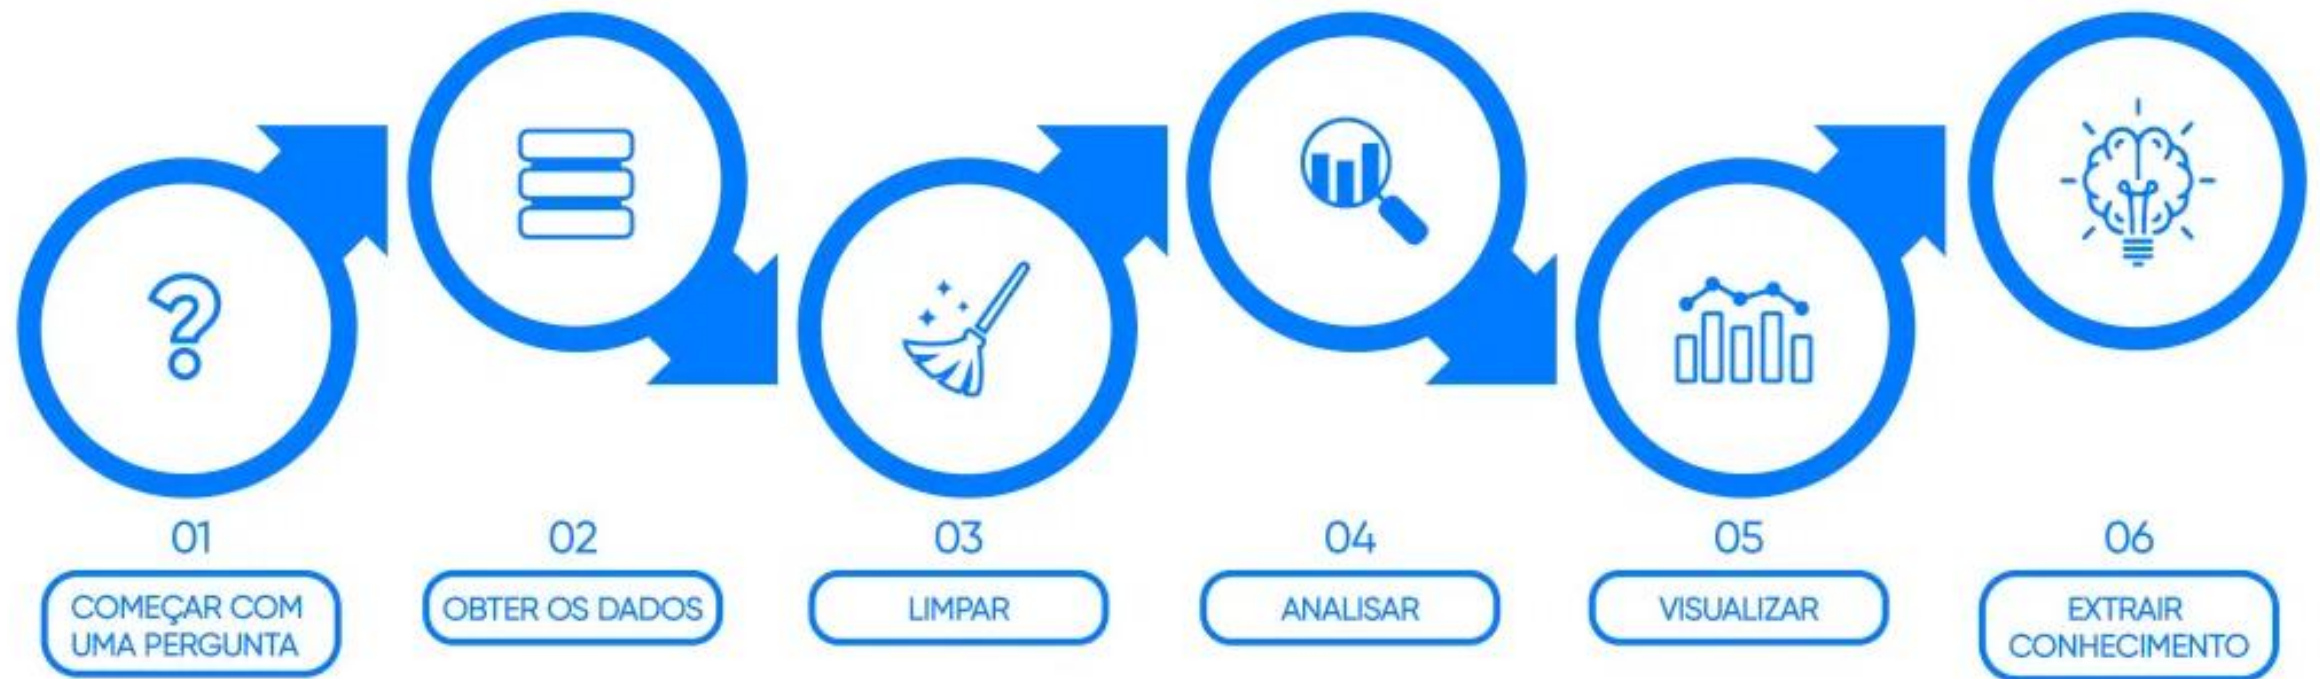 01
COMEÇAR COM
UMA PERGUNTA
02
OBTER OS DADOS
03
LIMPAR
04
ANALISAR
05
VISUALIZAR
06
EXTRAIR
CONHECIMENTO